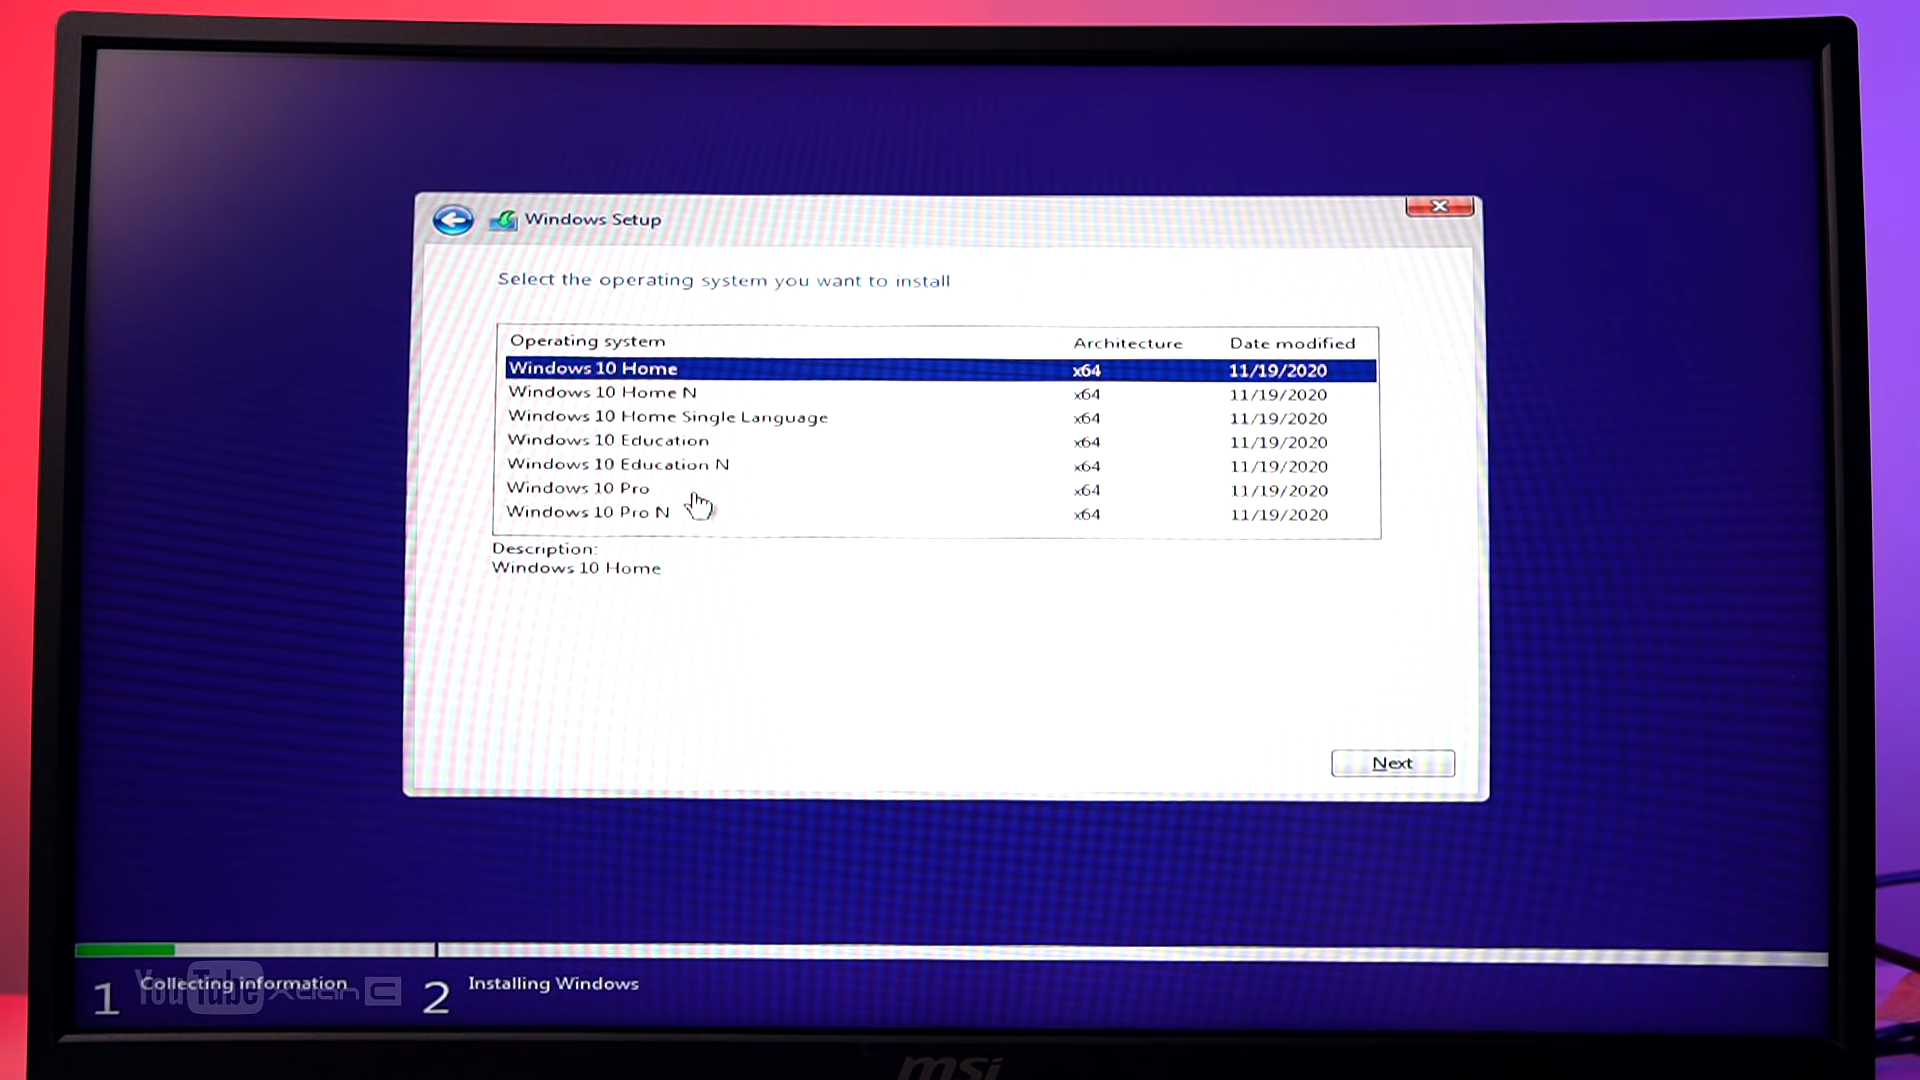 Windows Setup
Select the operating system you want to install
Operating system Architecture Date modified
Windows 10 Home x64 11/19/2020
Windows 10 Home N x64 11/19/2020
Windows 10 Home Single Language x64 11/19/2020
Windows 10 Education x64 11/19/2020
Windows 10 Education N x64 11/19/2020
Windows 10 Pro x64 11/19/2020
Windows 10 Pro N x64 11/19/2020
Description:
Windows 10 Home
Next
1 Collecting information 2 Installing Windows
YouTube
msi